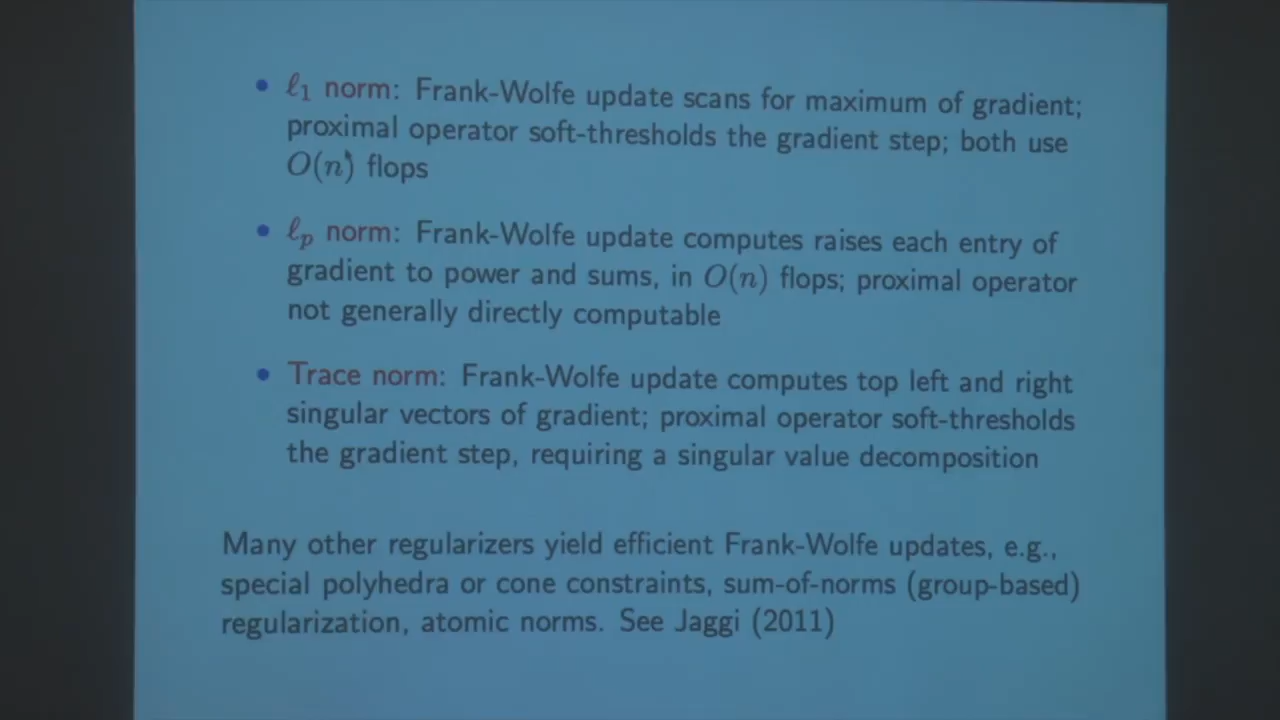 • ℓ₁ norm: Frank-Wolfe update scans for maximum of gradient;
proximal operator soft-thresholds the gradient step; both use
O(n) flops
• ℓₚ norm: Frank-Wolfe update computes raises each entry of
gradient to power and sums, in O(n) flops; proximal operator
not generally directly computable
• Trace norm: Frank-Wolfe update computes top left and right
singular vectors of gradient; proximal operator soft-thresholds
the gradient step, requiring a singular value decomposition
Many other regularizers yield efficient Frank-Wolfe updates, e.g.,
special polyhedra or cone constraints, sum-of-norms (group-based)
regularization, atomic norms. See Jaggi (2011)